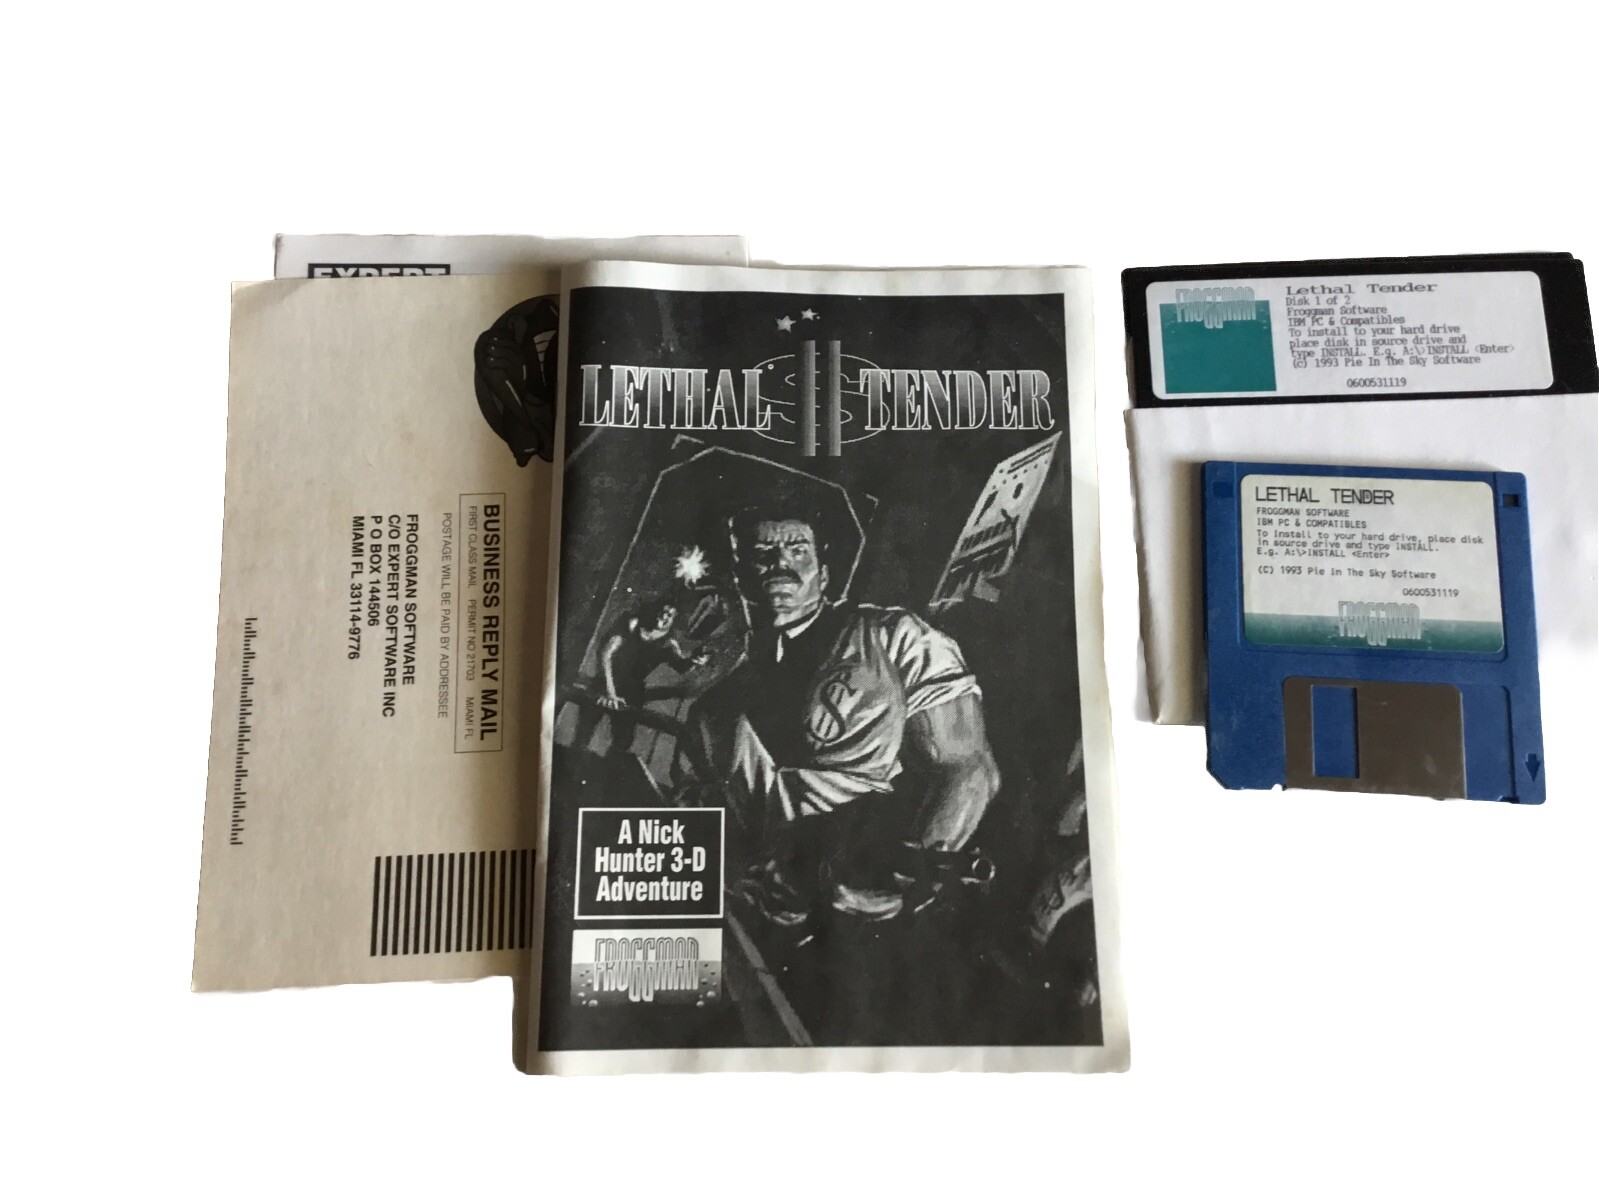 EXPERT
BUSINESS REPLY MAIL
FIRST CLASS MAIL PERMIT NO 21703 MIAMI FL
POSTAGE WILL BE PAID BY ADDRESSEE
FROGGMAN SOFTWARE
C/O EXPERT SOFTWARE INC
P O BOX 144506
MIAMI FL 33114-9776
LETHAL $ TENDER
A Nick
Hunter 3-D
Adventure
FROGGMAN
FROGGMAN
Lethal Tender
Disk 1 of 2
Froggman Software
IBM PC & Compatibles
To install to your hard drive
place disk in source drive and
type INSTALL. E.g. A:\>INSTALL <Enter>
(c) 1993 Pie In The Sky Software
0600531119
LETHAL TENDER
FROGGMAN SOFTWARE
IBM PC & COMPATIBLES
To install to your hard drive, place disk
in source drive and type INSTALL.
E.g. A:\>INSTALL <Enter>
(C) 1993 Pie In The Sky Software
0600531119
FROGGMAN